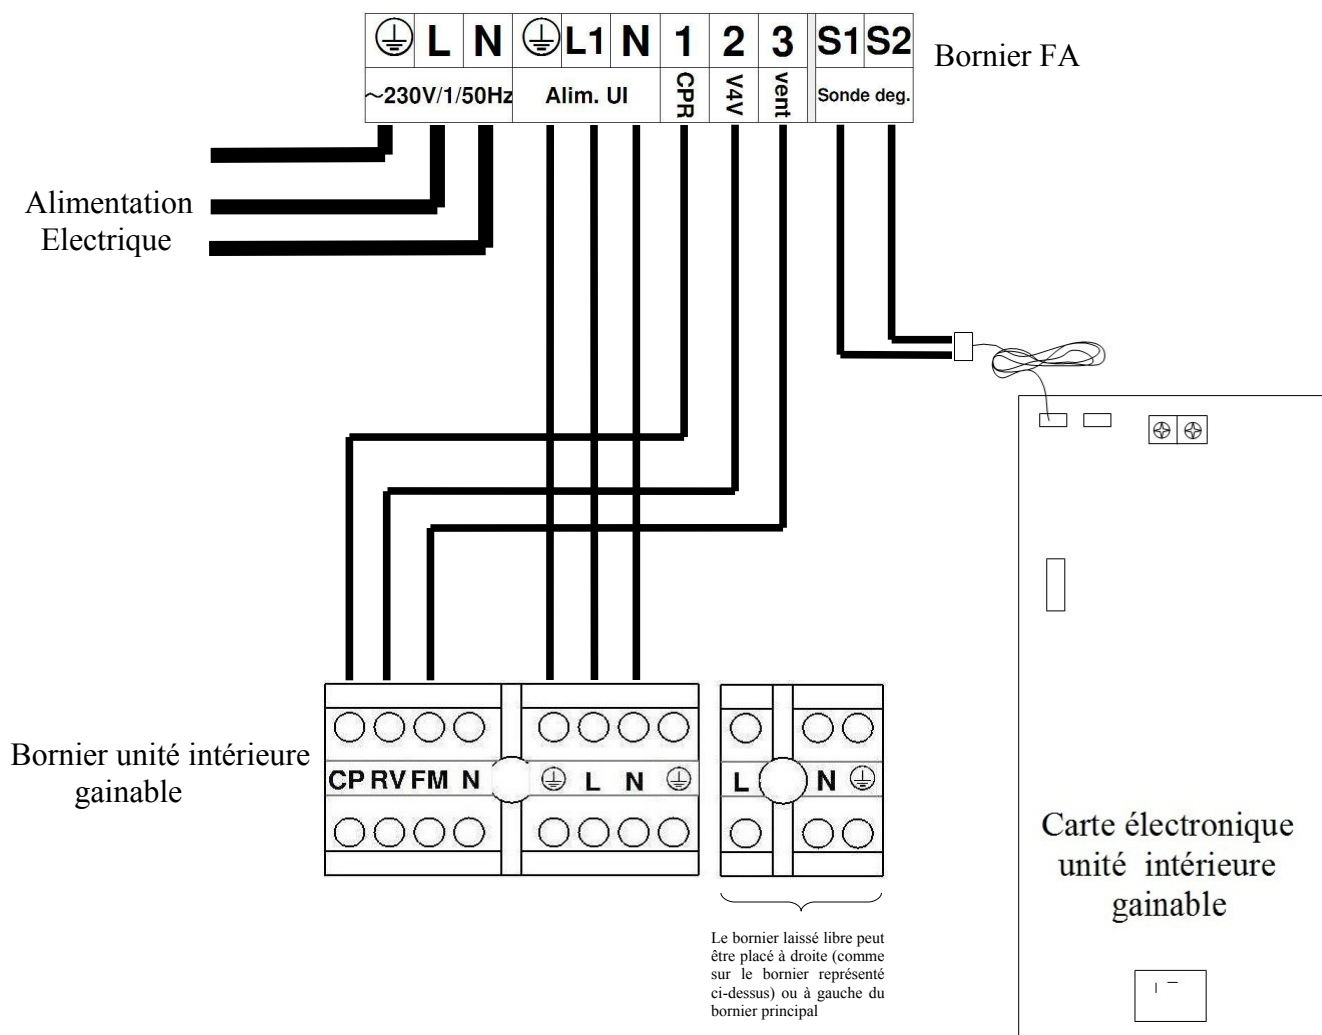 L N L1 N 1 2 3 S1 S2
Bornier FA
~230V/1/50Hz Alim. UI CPR V4V vent Sonde deg.
Alimentation
Electrique
Bornier unité intérieure
gainable
CP RV FM N L N L N
Carte électronique
unité intérieure
gainable
Le bornier laissé libre peut
être placé à droite (comme
sur le bornier représenté
ci-dessus) ou à gauche du
bornier principal